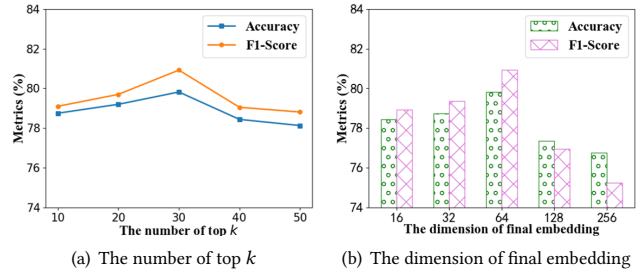 84
82
80
78
76
74
Metrics (%)
Accuracy
F1-Score
10 20 30 40 50
The number of top k
(a) The number of top k
84
82
80
78
76
74
Metrics (%)
Accuracy
F1-Score
16 32 64 128 256
The dimension of final embedding
(b) The dimension of final embedding